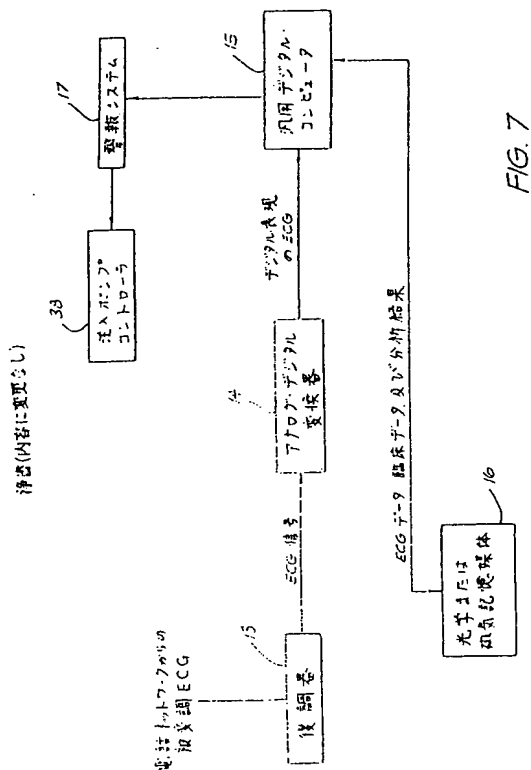 浄書(内容に変更なし)
電話ネットワークからの
被変調ECG
13
復調器
ECG信号
14
アナログ・デジタル
変換器
デジタル表現
のECG
15
汎用デジタル・
コンピュータ
17
警報システム
38
注入ポンプ
コントローラ
ECGデータ 臨床データ及び分析結果
16
光学または
磁気記憶媒体
FIG. 7